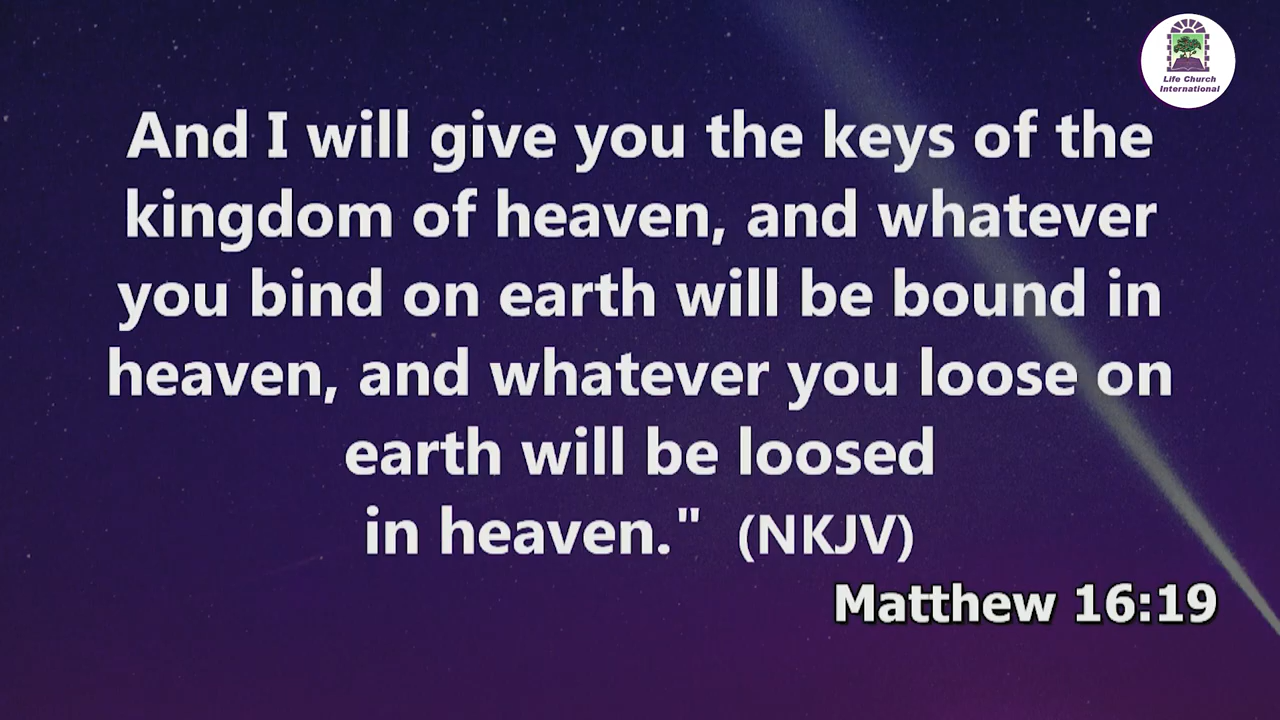 Life Church
International
And I will give you the keys of the
kingdom of heaven, and whatever
you bind on earth will be bound in
heaven, and whatever you loose on
earth will be loosed
in heaven." (NKJV)
Matthew 16:19